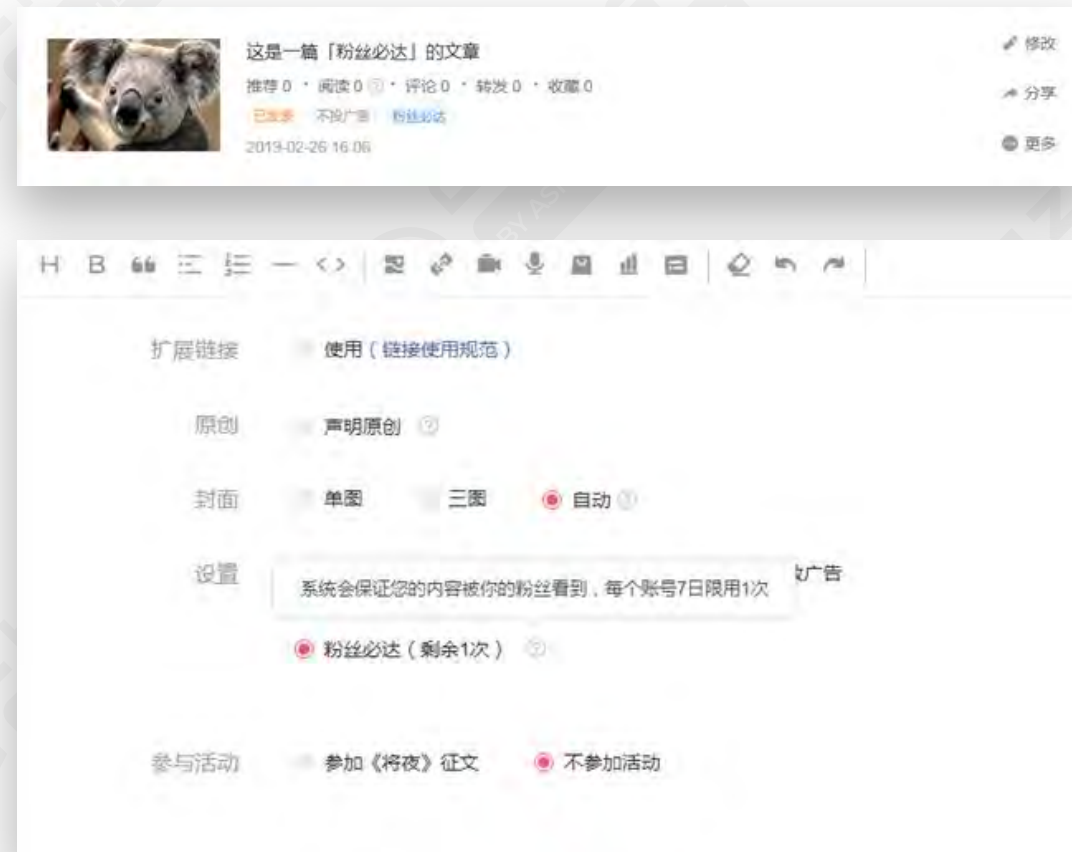 这是一篇「粉丝必达」的文章
推荐 0 · 阅读 0 ? · 评论 0 · 转发 0 · 收藏 0
已发表 不投广告 粉丝必达
2019-02-26 16:06
修改
分享
更多
H B
扩展链接 使用（链接使用规范）
原创 声明原创 ?
封面 单图 三图 自动 ?
设置 放广告
系统会保证您的内容被你的粉丝看到，每个账号7日限用1次
粉丝必达（剩余1次） ?
参与活动 参加《将夜》征文 不参加活动